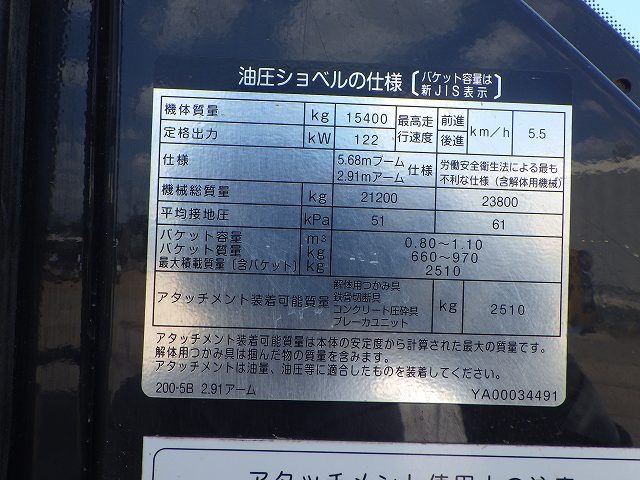 油圧ショベルの仕様〔バケット容量は新JIS表示〕
機体質量 kg 15400 最高走行速度 前進後進 km/h 5.5
定格出力 kW 122
仕様 5.68mブーム 2.91mアーム 仕様 労働安全衛生法による最も不利な仕様（含解体用機械）
機械総質量 kg 21200 23800
平均接地圧 kPa 51 61
バケット容量 m³ 0.80～1.10
バケット質量 kg 660～970
最大積載質量〔含バケット〕 kg 2510
アタッチメント装着可能質量 解体用つかみ具 鉄骨切断具 コンクリート圧砕具 ブレーカユニット kg 2510
アタッチメント装着可能質量は本体の安定度から計算された最大の質量です。
解体用つかみ具は掴んだ物の質量を含みます。
アタッチメントは油量、油圧等に適合したものを装着してください。
200-5B 2.91アーム YA00034491